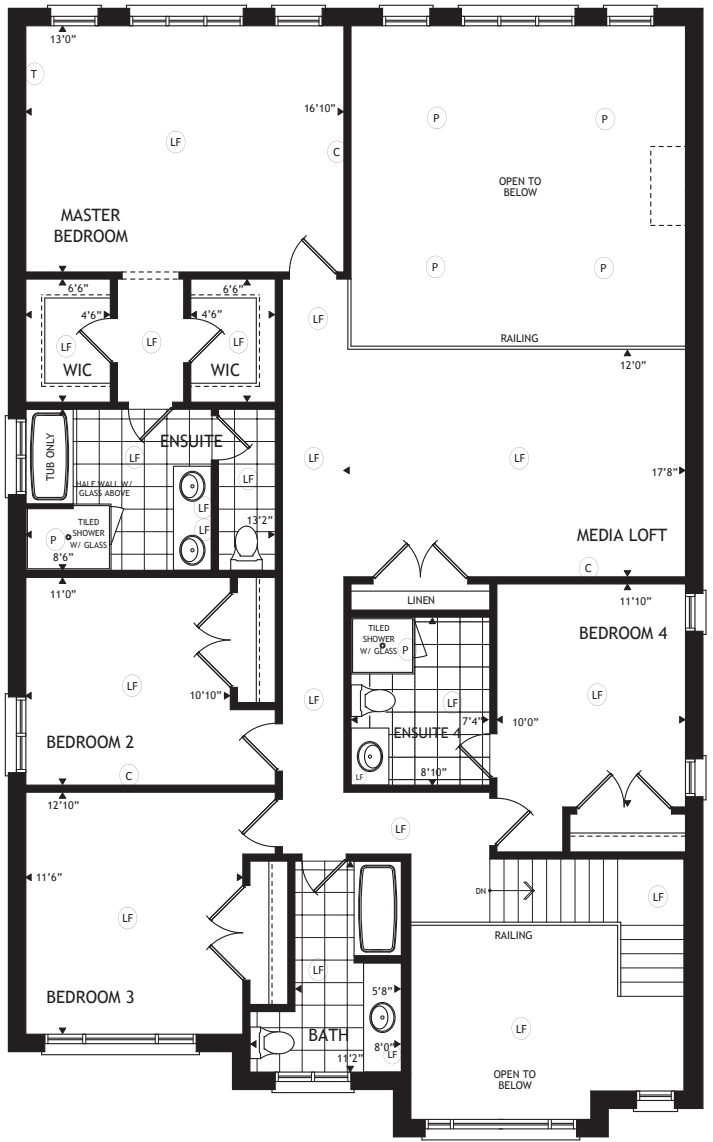 13'0"
T
16'10"
LF
C
MASTER
BEDROOM
P
P
OPEN TO
BELOW
P
P
6'6"
4'6"
LF
WIC
LF
6'6"
4'6"
LF
WIC
LF
RAILING
12'0"
TUB ONLY
ENSUITE
LF
HALF WALL W/
GLASS ABOVE
LF
LF
LF
13'2"
P
TILED
SHOWER
W/ GLASS
8'6"
LF
LF
17'8"
MEDIA LOFT
C
11'0"
LINEN
11'10"
BEDROOM 4
LF
10'10"
BEDROOM 2
C
LF
TILED
SHOWER
W/ GLASS
P
LF
7'4"
ENSUITE 4
LF
8'10"
LF
10'0"
12'10"
11'6"
LF
BEDROOM 3
LF
DN
LF
RAILING
LF
5'8"
BATH
8'0"
LF
11'2"
LF
OPEN TO
BELOW